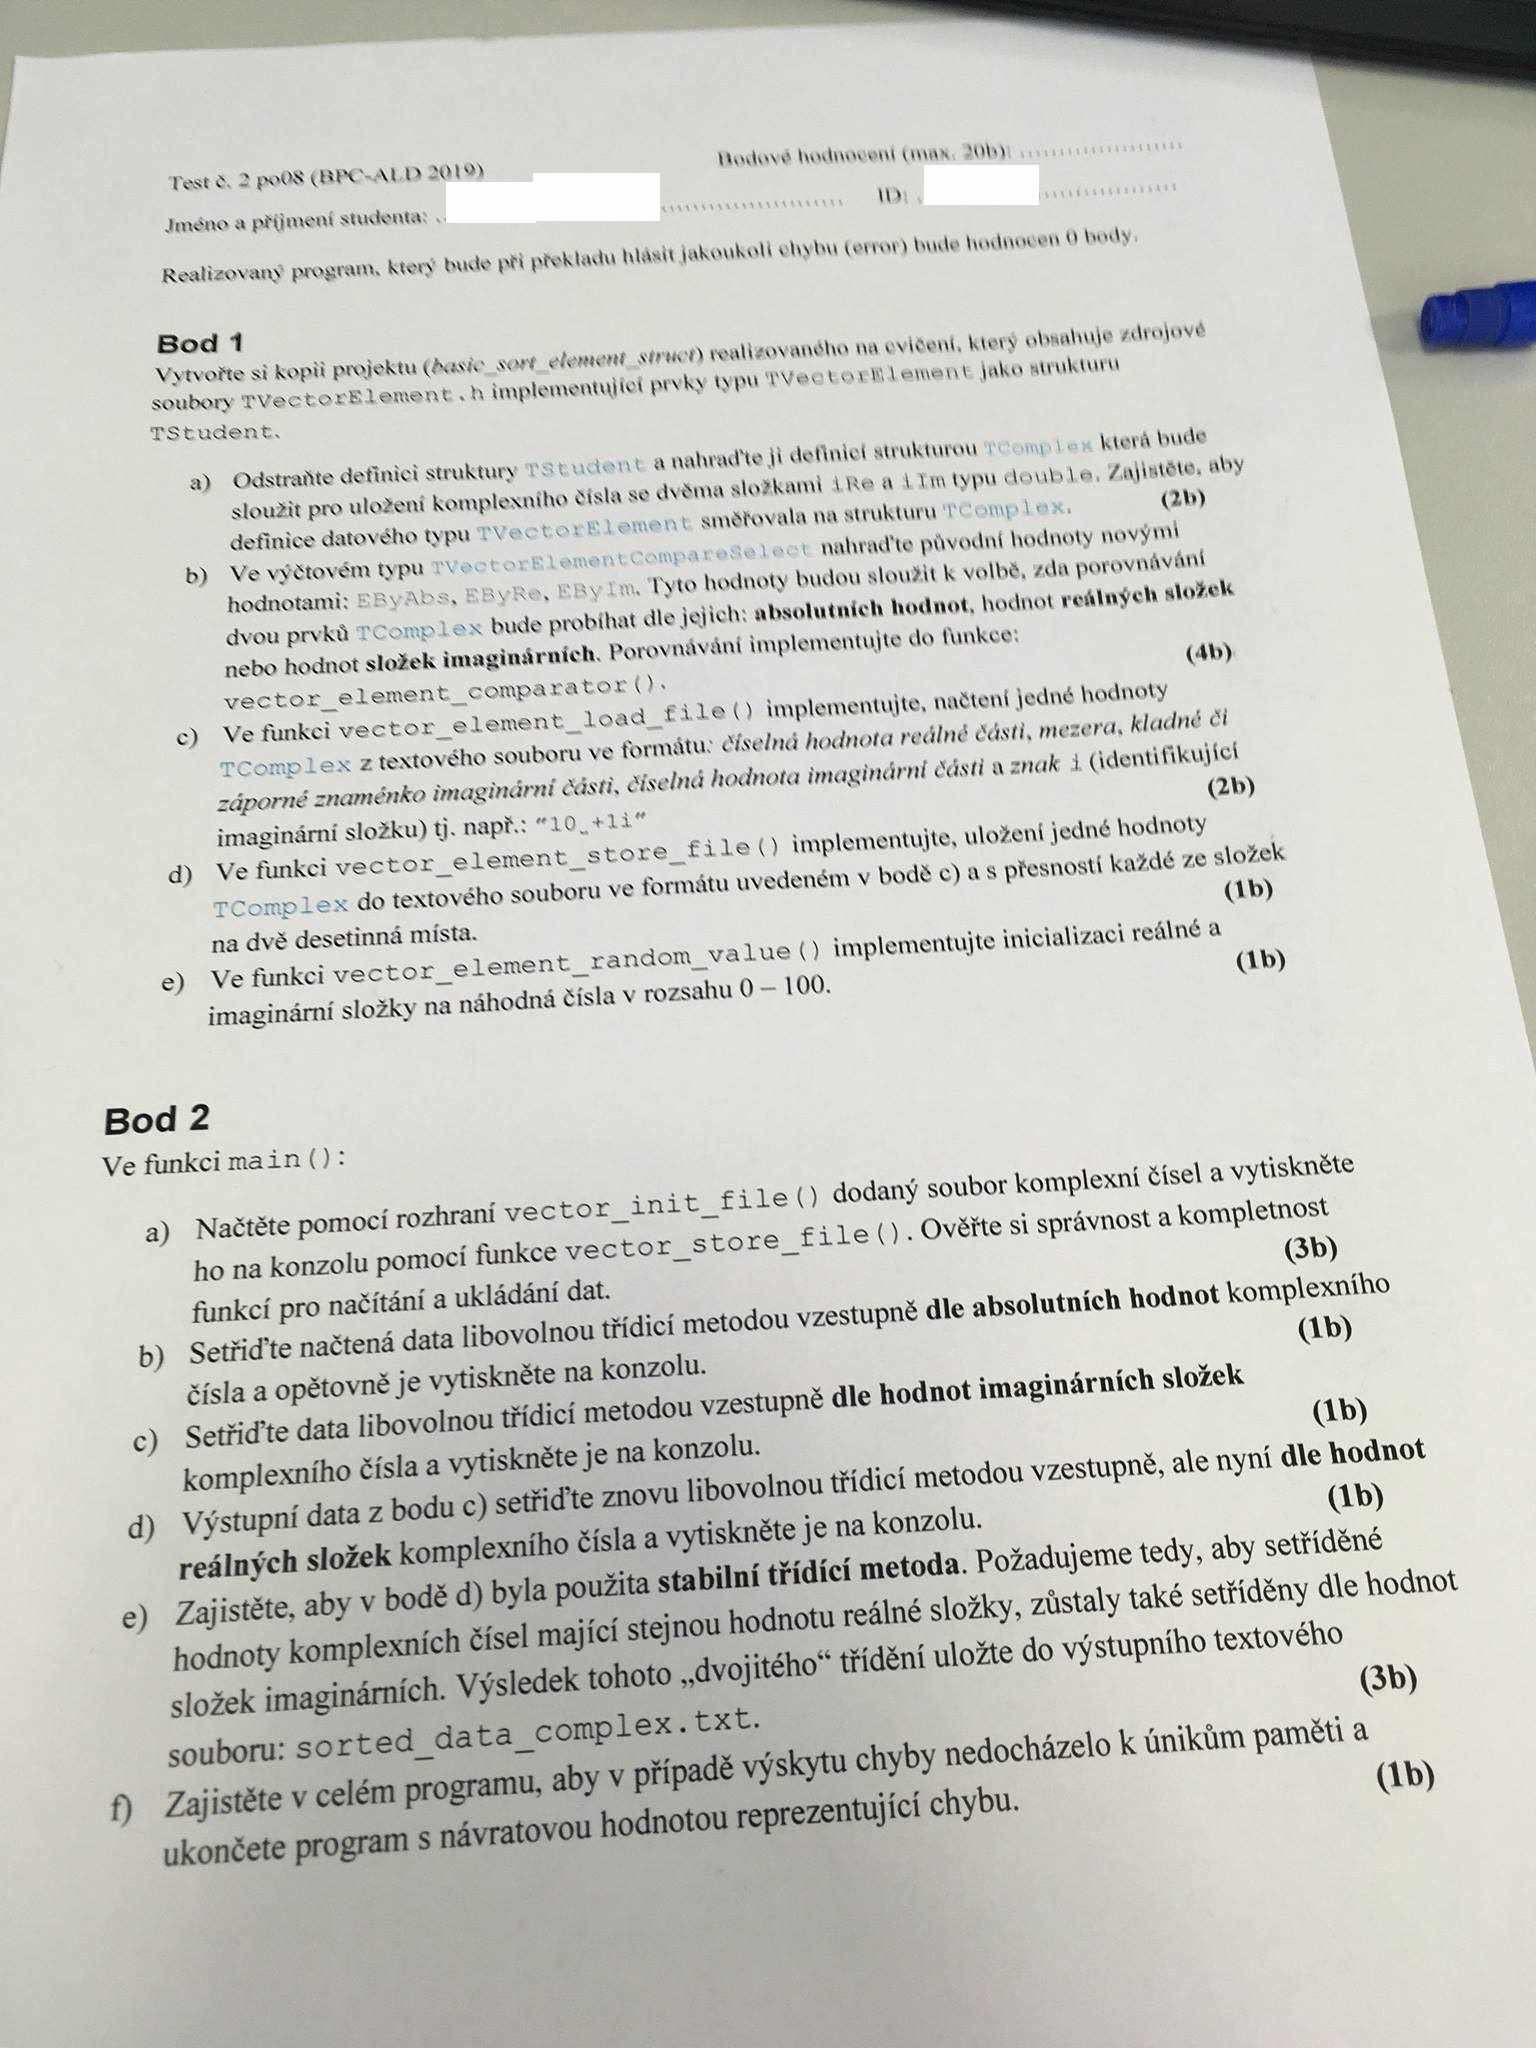 Bodové hodnocení (max. 20b): ......................
Test č. 2 po08 (BPC-ALD 2019)
Jméno a příjmení studenta: .. ........................ ID: . ..................
Realizovaný program, který bude při překladu hlásit jakoukoli chybu (error) bude hodnocen 0 body.
Bod 1
Vytvořte si kopii projektu (basic_sort_element_struct) realizovaného na cvičení, který obsahuje zdrojové
soubory TVectorElement.h implementující prvky typu TVectorElement jako strukturu
TStudent.
a) Odstraňte definici struktury TStudent a nahraďte ji definicí strukturou TComplex která bude
sloužit pro uložení komplexního čísla se dvěma složkami iRe a iIm typu double. Zajistěte, aby
definice datového typu TVectorElement směřovala na strukturu TComplex. (2b)
b) Ve výčtovém typu TVectorElementCompareSelect nahraďte původní hodnoty novými
hodnotami: EByAbs, EByRe, EByIm. Tyto hodnoty budou sloužit k volbě, zda porovnávání
dvou prvků TComplex bude probíhat dle jejich: absolutních hodnot, hodnot reálných složek
nebo hodnot složek imaginárních. Porovnávání implementujte do funkce:
vector_element_comparator(). (4b)
c) Ve funkci vector_element_load_file() implementujte, načtení jedné hodnoty
TComplex z textového souboru ve formátu: číselná hodnota reálné části, mezera, kladné či
záporné znaménko imaginární části, číselná hodnota imaginární části a znak i (identifikující
imaginární složku) tj. např.: “10␣+1i” (2b)
d) Ve funkci vector_element_store_file() implementujte, uložení jedné hodnoty
TComplex do textového souboru ve formátu uvedeném v bodě c) a s přesností každé ze složek
na dvě desetinná místa. (1b)
e) Ve funkci vector_element_random_value() implementujte inicializaci reálné a
imaginární složky na náhodná čísla v rozsahu 0 – 100. (1b)
Bod 2
Ve funkci main():
a) Načtěte pomocí rozhraní vector_init_file() dodaný soubor komplexní čísel a vytiskněte
ho na konzolu pomocí funkce vector_store_file(). Ověřte si správnost a kompletnost
funkcí pro načítání a ukládání dat. (3b)
b) Setřiďte načtená data libovolnou třídicí metodou vzestupně dle absolutních hodnot komplexního
čísla a opětovně je vytiskněte na konzolu. (1b)
c) Setřiďte data libovolnou třídicí metodou vzestupně dle hodnot imaginárních složek
komplexního čísla a vytiskněte je na konzolu. (1b)
d) Výstupní data z bodu c) setřiďte znovu libovolnou třídicí metodou vzestupně, ale nyní dle hodnot
reálných složek komplexního čísla a vytiskněte je na konzolu. (1b)
e) Zajistěte, aby v bodě d) byla použita stabilní třídící metoda. Požadujeme tedy, aby setříděné
hodnoty komplexních čísel mající stejnou hodnotu reálné složky, zůstaly také setříděny dle hodnot
složek imaginárních. Výsledek tohoto „dvojitého“ třídění uložte do výstupního textového
souboru: sorted_data_complex.txt. (3b)
f) Zajistěte v celém programu, aby v případě výskytu chyby nedocházelo k únikům paměti a
ukončete program s návratovou hodnotou reprezentující chybu. (1b)